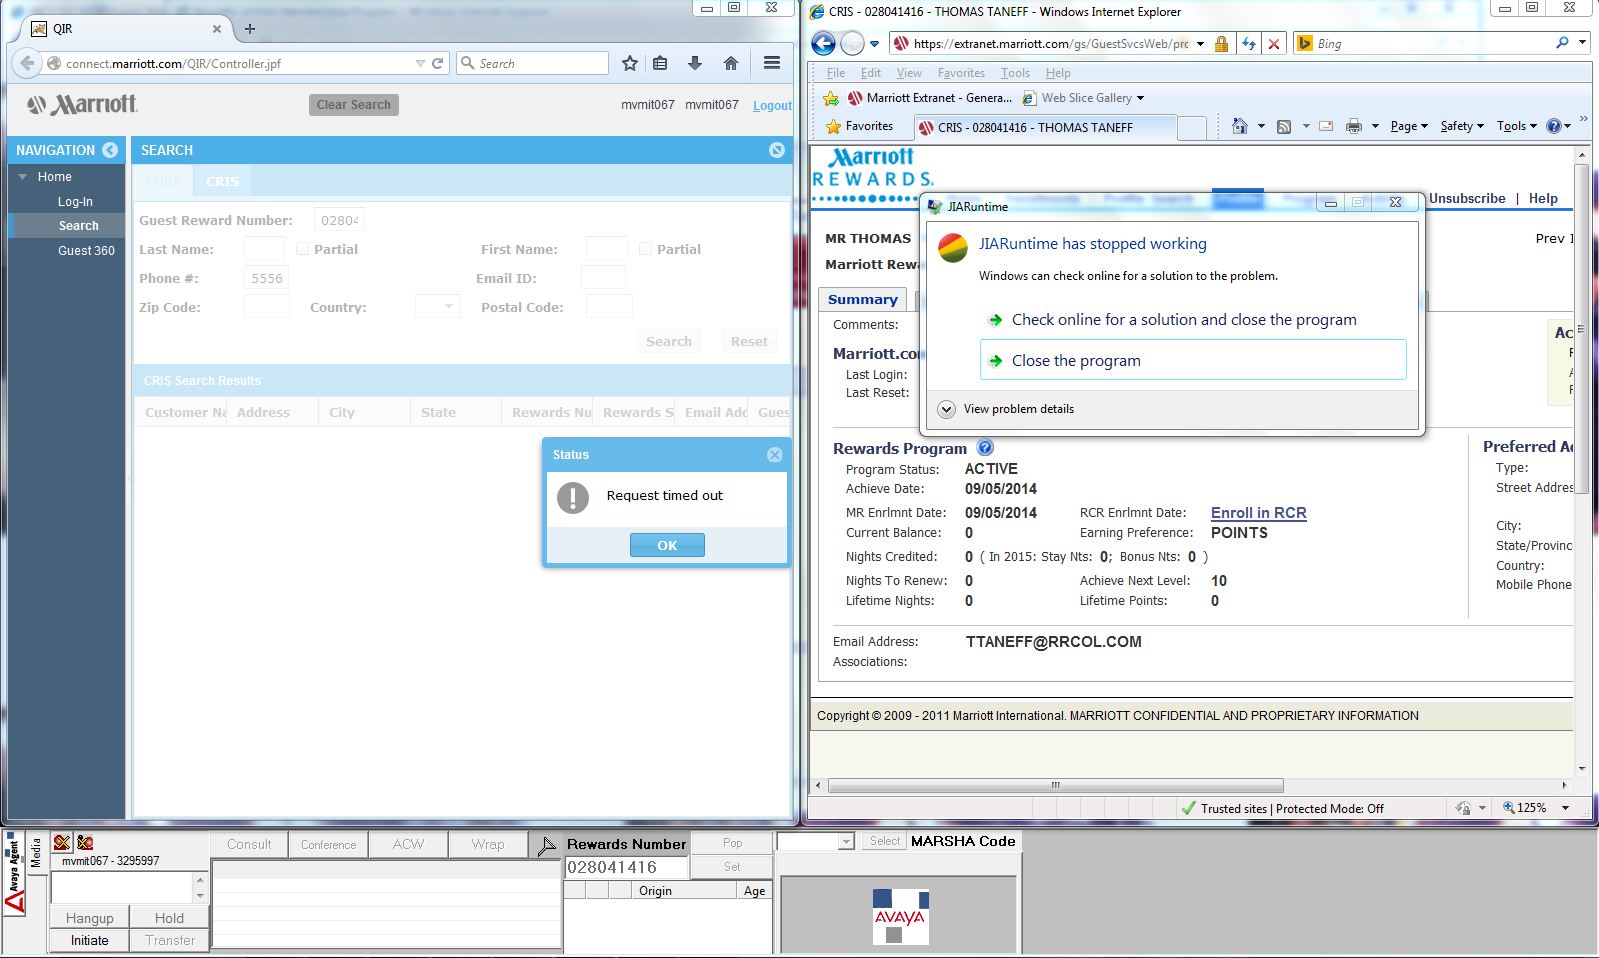 QIR
connect.marriott.com/QIR/Controller.jpf
Search
Marriott.
Clear Search
mvmit067 mvmit067 Logout
NAVIGATION
Home
Log-In
Search
Guest 360
SEARCH
PURE CRIS
Guest Reward Number: 0280
Last Name: Partial First Name: Partial
Phone #: 5556 Email ID:
Zip Code: Country: Postal Code:
Search Reset
CRIS Search Results
Customer Na Address City State Rewards Nu Rewards S Email Add Gues
Status
Request timed out
OK
CRIS - 028041416 - THOMAS TANEFF - Windows Internet Explorer
https://extranet.marriott.com/gs/GuestSvcsWeb/prc
Bing
File Edit View Favorites Tools Help
Marriott Extranet - Genera... Web Slice Gallery
Favorites CRIS - 028041416 - THOMAS TANEFF Page Safety Tools
Marriott
REWARDS.
Unsubscribe | Help
MR THOMAS Prev
Marriott Rewa
Summary
Comments:
Marriott.co
Last Login:
Last Reset:
Ac
JIARuntime
JIARuntime has stopped working
Windows can check online for a solution to the problem.
Check online for a solution and close the program
Close the program
View problem details
Rewards Program
Program Status: ACTIVE
Achieve Date: 09/05/2014
MR Enrlmnt Date: 09/05/2014 RCR Enrlmnt Date: Enroll in RCR
Current Balance: 0 Earning Preference: POINTS
Nights Credited: 0 ( In 2015: Stay Nts: 0; Bonus Nts: 0 )
Nights To Renew: 0 Achieve Next Level: 10
Lifetime Nights: 0 Lifetime Points: 0
Preferred Ad
Type:
Street Addres
City:
State/Provinc
Country:
Mobile Phone
Email Address: TTANEFF@RRCOL.COM
Associations:
Copyright © 2009 - 2011 Marriott International. MARRIOTT CONFIDENTIAL AND PROPRIETARY INFORMATION
Trusted sites | Protected Mode: Off 125%
Avaya Agent
Media
mvmit067 - 3295997
Hangup Hold
Initiate Transfer
Consult Conference ACW Wrap
Rewards Number Pop
028041416 Set
Origin Age
Select MARSHA Code
AVAYA